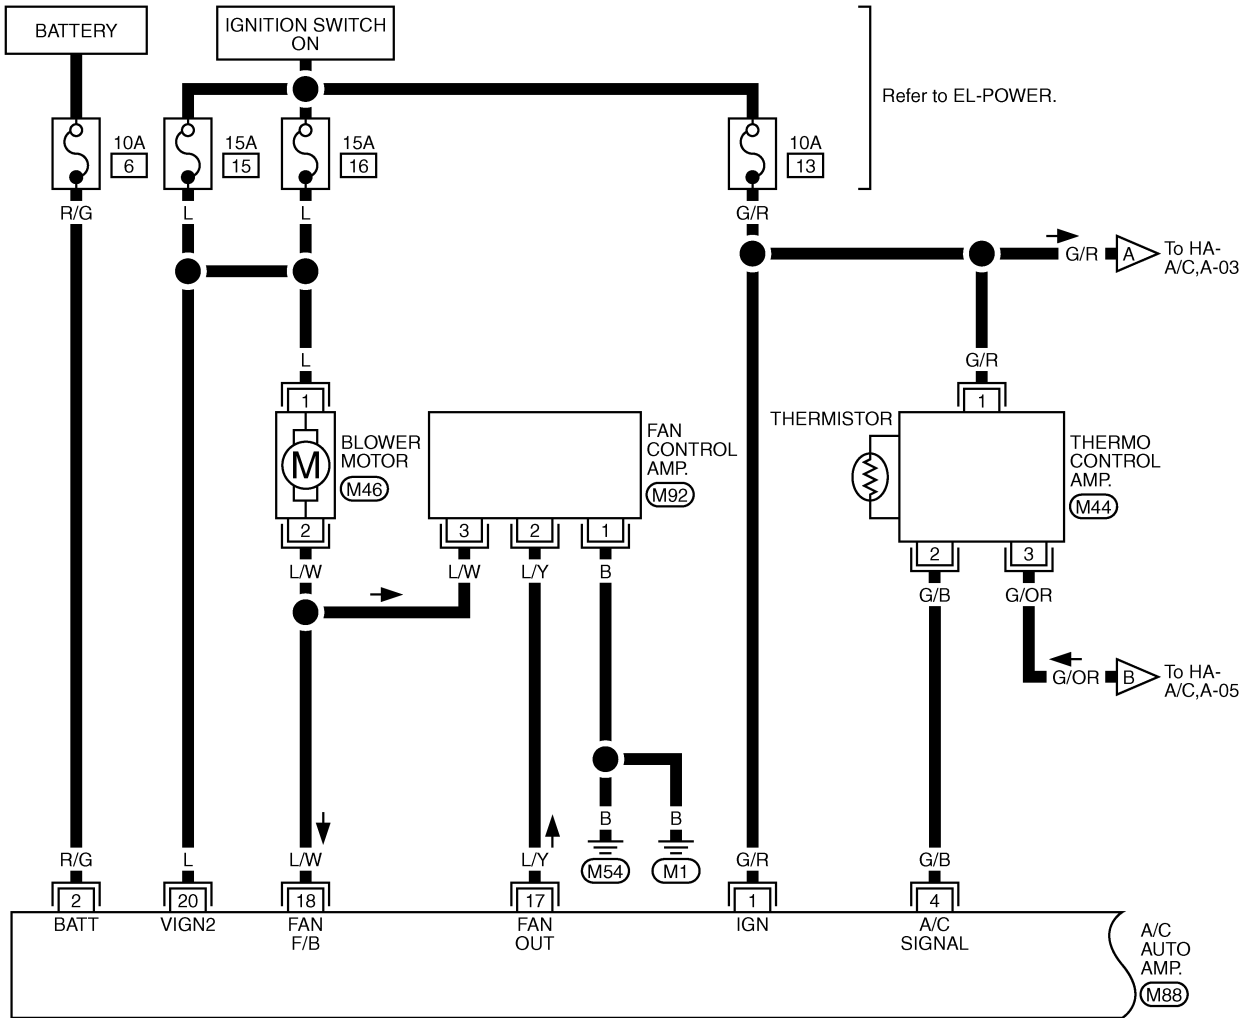 BATTERY
IGNITION SWITCH
ON
Refer to EL-POWER.
10A
6
15A
15
15A
16
10A
13
R/G
L
L
G/R
G/R
A
To HA-
A/C,A-03
L
G/R
1
1
THERMISTOR
M
BLOWER
MOTOR
M46
FAN
CONTROL
AMP.
M92
THERMO
CONTROL
AMP.
M44
2
3
2
1
2
3
L/W
L/W
L/Y
B
G/B
G/OR
G/OR
B
To HA-
A/C,A-05
B
B
R/G
L
L/W
L/Y
M54
M1
G/R
G/B
2
20
18
17
1
4
BATT
VIGN2
FAN
F/B
FAN
OUT
IGN
A/C
SIGNAL
A/C
AUTO
AMP.
M88